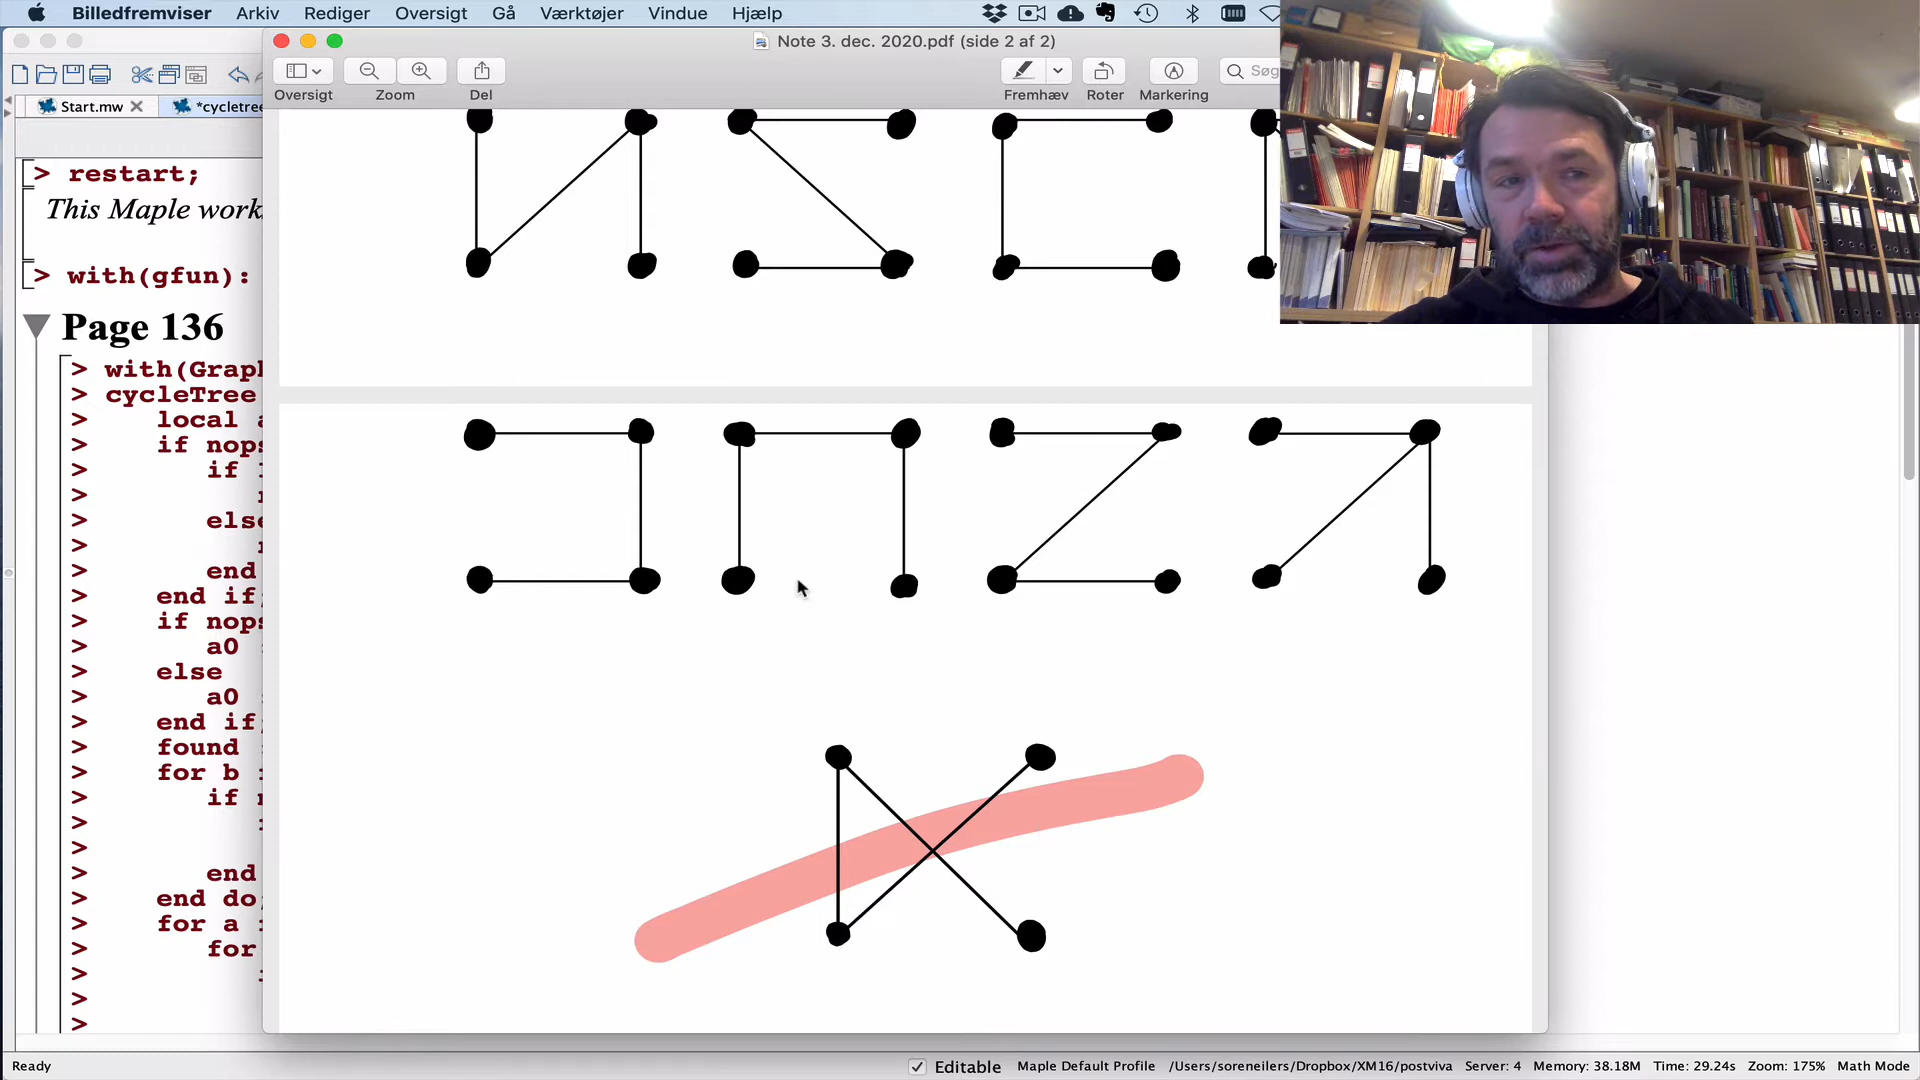 Billedfremviser Arkiv Rediger Oversigt Gå Værktøjer Vindue Hjælp
Note 3. dec. 2020.pdf (side 2 af 2)
Oversigt Zoom Del Fremhæv Roter Markering Søg
Start.mw *cycletree
> restart;
This Maple work
> with(gfun):
Page 136
> with(Graph
> cycleTree
> local a
> if nops
> if
>
> else
>
> end
> end if;
> if nops
> a0
> else
> a0
> end if;
> found
> for b
> if
>
>
> end
> end do
> for a
> for
>
>
>
Ready Editable Maple Default Profile /Users/soreneilers/Dropbox/XM16/postviva Server: 4 Memory: 38.18M Time: 29.24s Zoom: 175% Math Mode